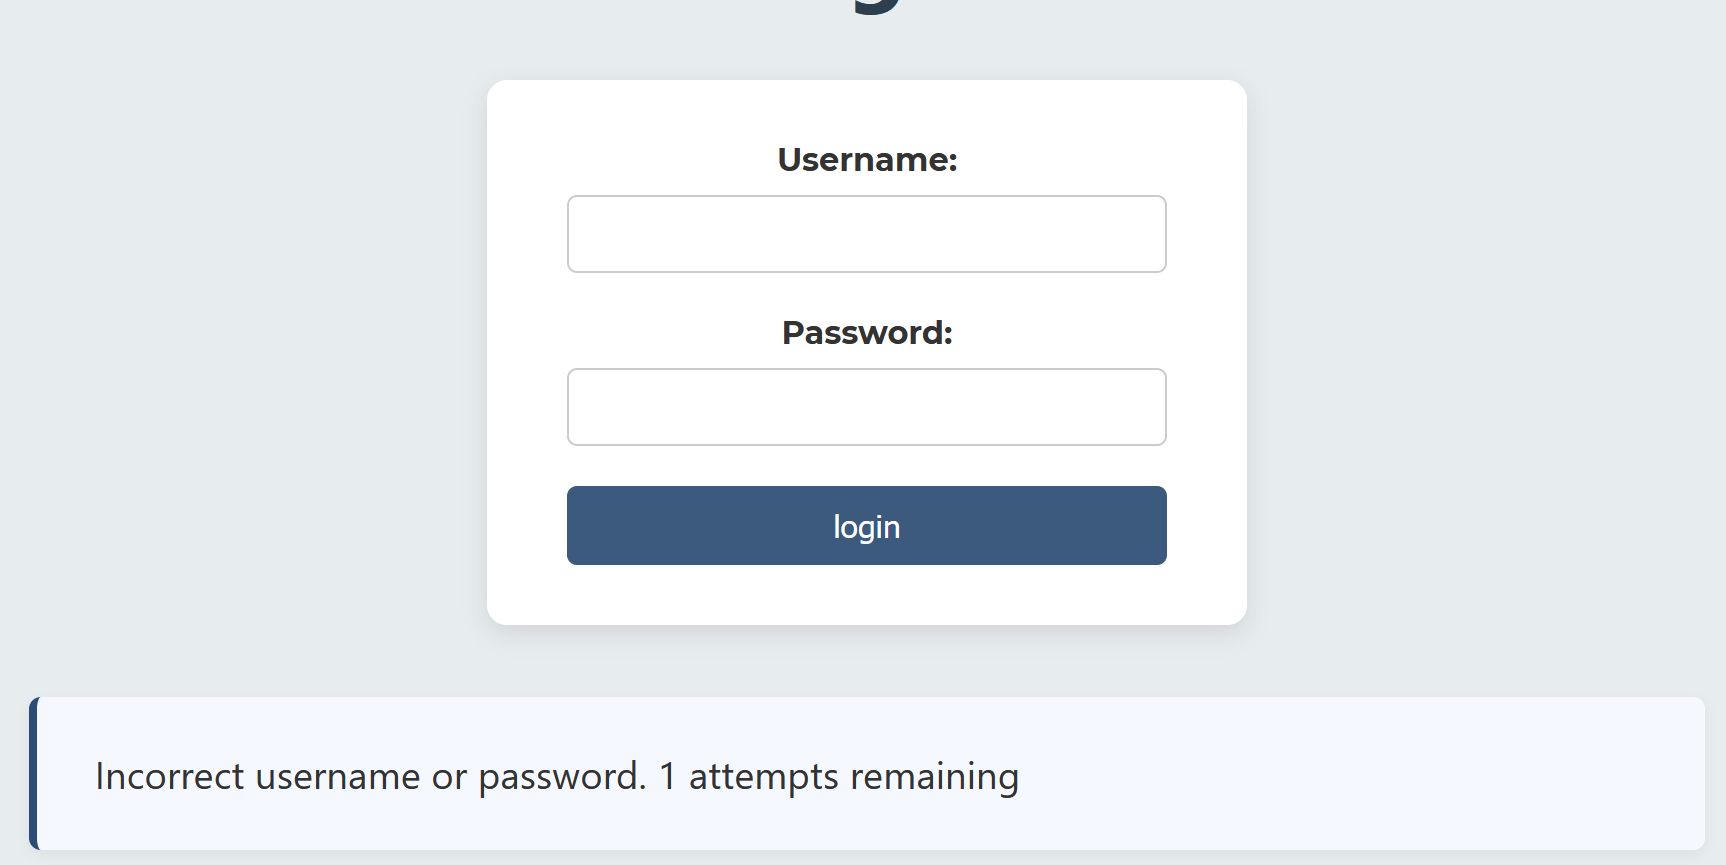 Username:
Password:
login
Incorrect username or password. 1 attempts remaining